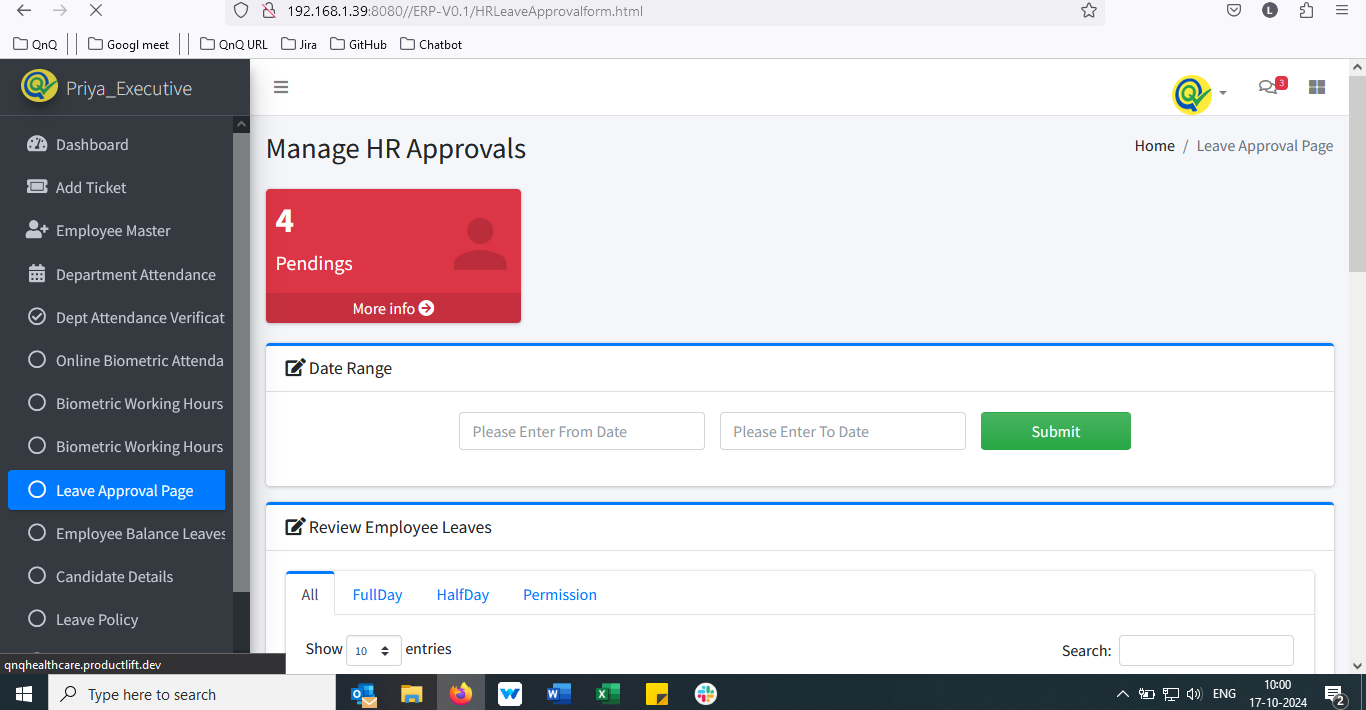 192.168.1.39:8080//ERP-V0.1/HRLeaveApprovalform.html
L
QnQ
Googl meet
QnQ URL
Jira
GitHub
Chatbot
Priya_Executive
3
Dashboard
Add Ticket
Employee Master
Department Attendance
Dept Attendance Verificat
Online Biometric Attenda
Biometric Working Hours
Biometric Working Hours
Leave Approval Page
Employee Balance Leaves
Candidate Details
Leave Policy
Manage HR Approvals
Home / Leave Approval Page
4
Pendings
More info
Date Range
Please Enter From Date
Please Enter To Date
Submit
Review Employee Leaves
All
FullDay
HalfDay
Permission
Show 10 entries
Search:
qnqhealthcare.productlift.dev
Type here to search
ENG
10:00
17-10-2024
2